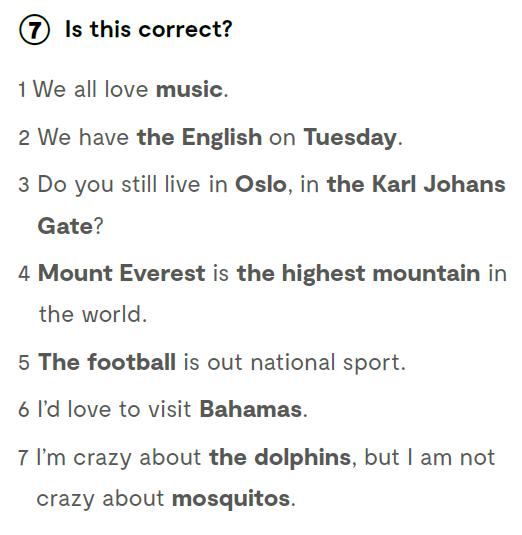 7 Is this correct?
1 We all love music.
2 We have the English on Tuesday.
3 Do you still live in Oslo, in the Karl Johans
Gate?
4 Mount Everest is the highest mountain in
the world.
5 The football is out national sport.
6 I'd love to visit Bahamas.
7 I'm crazy about the dolphins, but I am not
crazy about mosquitos.